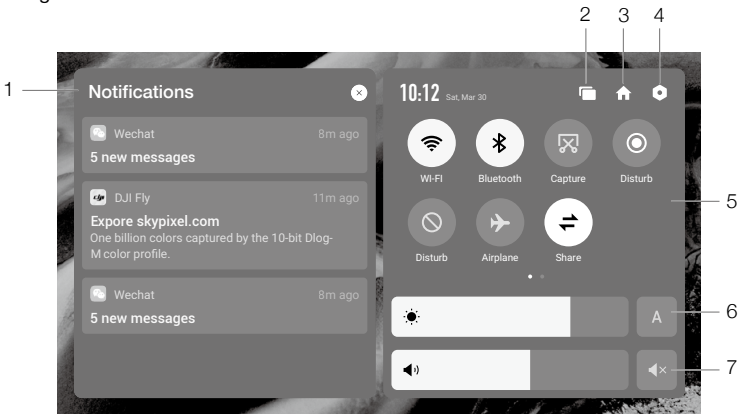 2 3 4
1
Notifications
Wechat 8m ago
5 new messages
dji DJI Fly 11m ago
Expore skypixel.com
One billion colors captured by the 10-bit Dlog-
M color profile.
Wechat 8m ago
5 new messages
10:12 Sat, Mar 30
WI-FI Bluetooth Capture Disturb
5
Disturb Airplane Share
A 6
7